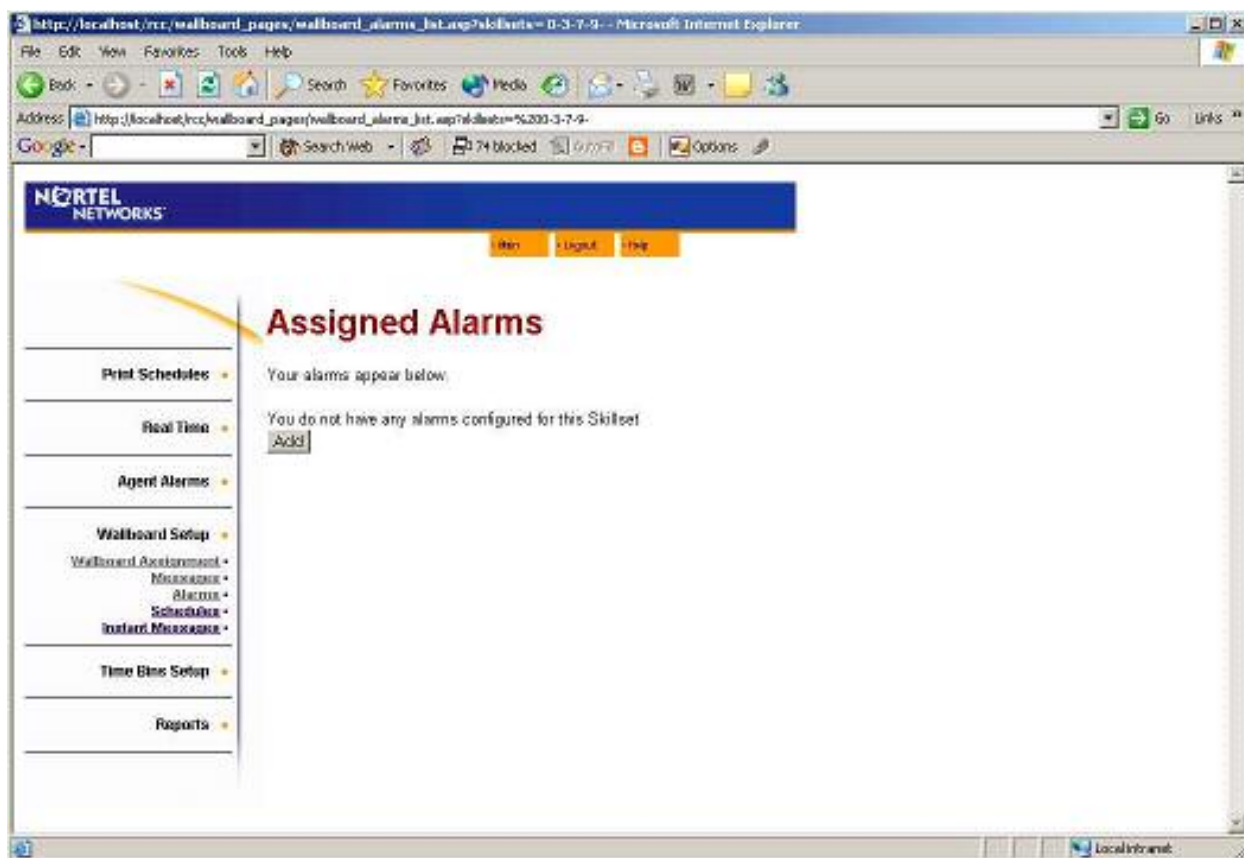 http://localhost/rcc/wallboard_pages/wallboard_alarms_list.asp?skillsets= 0-3-7-9- - Microsoft Internet Explorer
File Edit View Favorites Tools Help
Back Search Favorites Media
Address http://localhost/rcc/wallboard_pages/wallboard_alarms_list.asp?skillsets=%200-3-7-9- Go Links »
Google Search Web 74 blocked AutoFill Options
NORTEL
NETWORKS
Main Logout Help
Assigned Alarms
Print Schedules
Your alarms appear below.
You do not have any alarms configured for this Skillset
Real Time
Add
Agent Alarms
Wallboard Setup
Wallboard Assignment
Messages
Alarms
Schedules
Instant Messages
Time Bins Setup
Reports
Local intranet